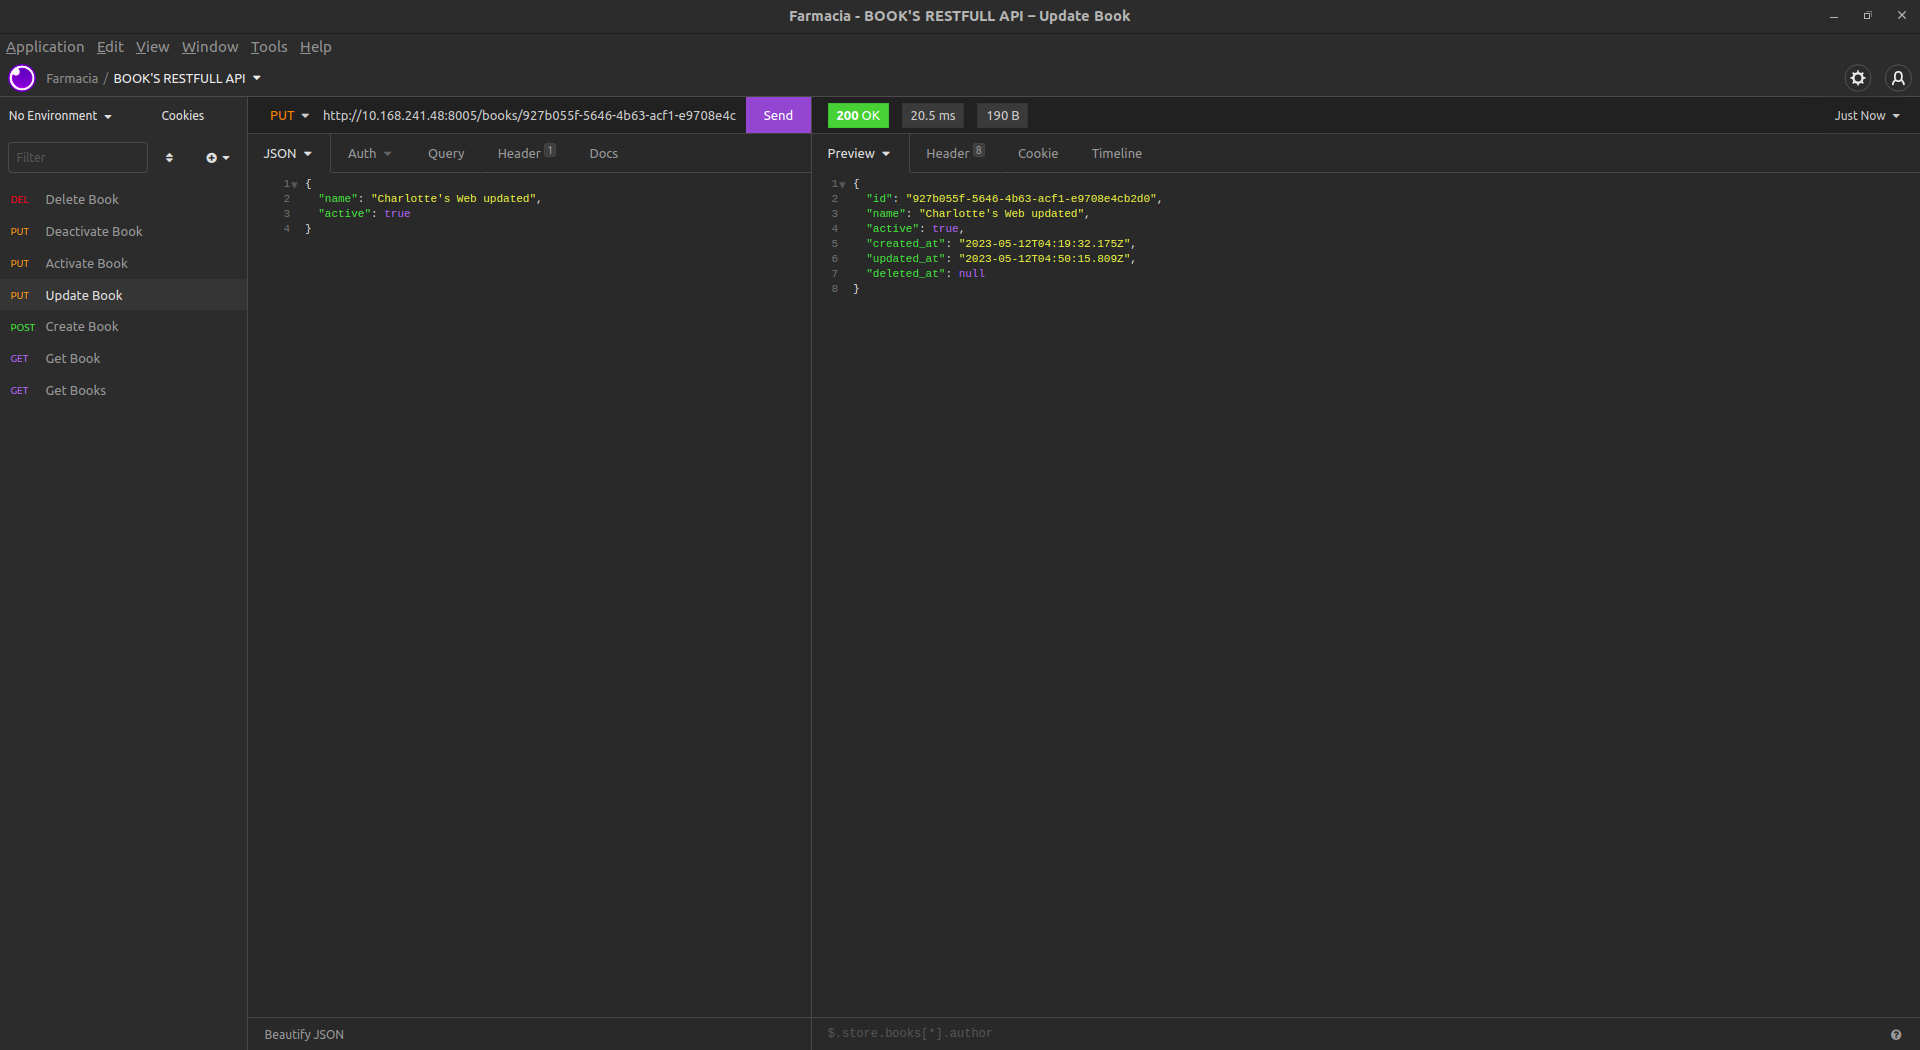 Farmacia - BOOK'S RESTFULL API – Update Book
Application Edit View Window Tools Help
Farmacia / BOOK'S RESTFULL API
No Environment Cookies
Filter
DEL Delete Book
PUT Deactivate Book
PUT Activate Book
PUT Update Book
POST Create Book
GET Get Book
GET Get Books
PUT http://10.168.241.48:8005/books/927b055f-5646-4b63-acf1-e9708e4c Send
JSON Auth Query Header 1 Docs
1 {
2 "name": "Charlotte's Web updated",
3 "active": true
4 }
Beautify JSON
200 OK 20.5 ms 190 B Just Now
Preview Header 8 Cookie Timeline
1 {
2 "id": "927b055f-5646-4b63-acf1-e9708e4cb2d0",
3 "name": "Charlotte's Web updated",
4 "active": true,
5 "created_at": "2023-05-12T04:19:32.175Z",
6 "updated_at": "2023-05-12T04:50:15.809Z",
7 "deleted_at": null
8 }
$.store.books[*].author